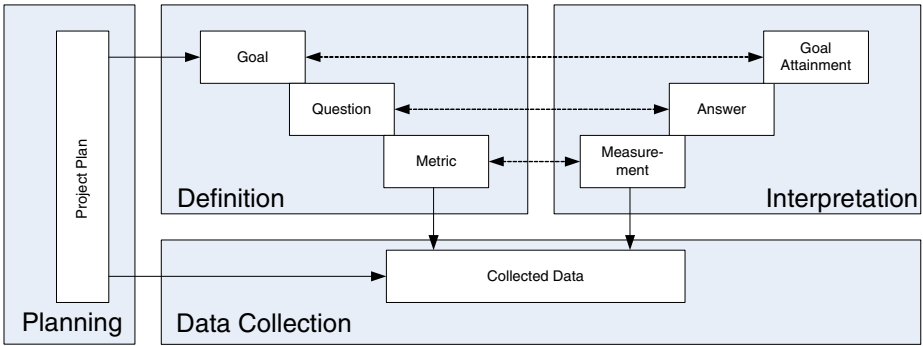 Project Plan
Planning
Goal
Question
Metric
Definition
Goal
Attainment
Answer
Measure-
ment
Interpretation
Collected Data
Data Collection